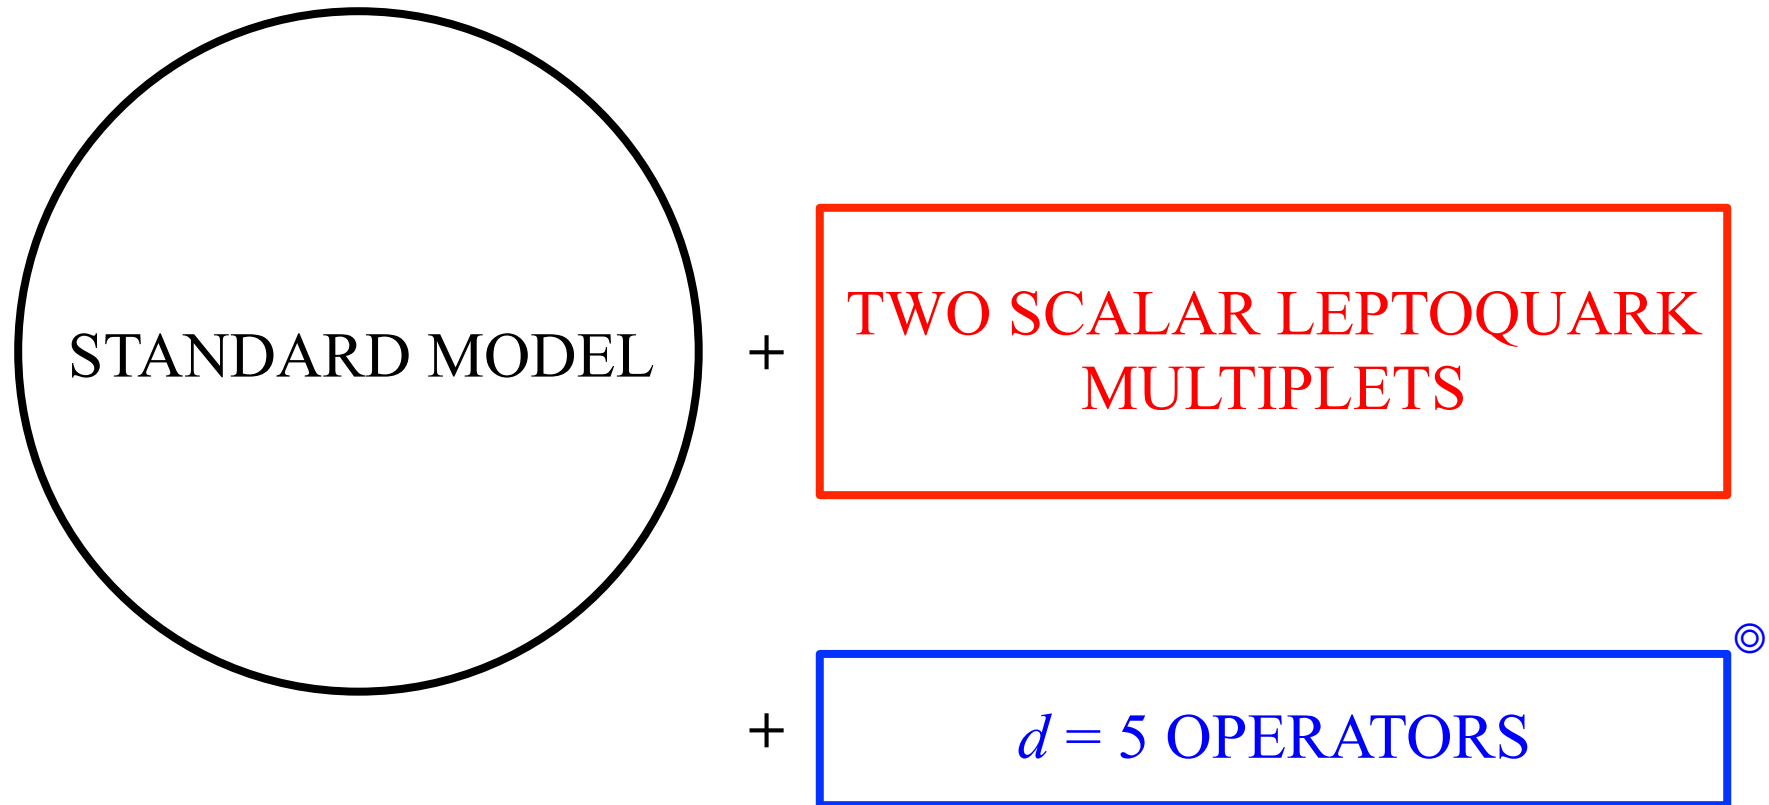 STANDARD MODEL
+
TWO SCALAR LEPTOQUARK
MULTIPLETS
◎
+
d = 5 OPERATORS